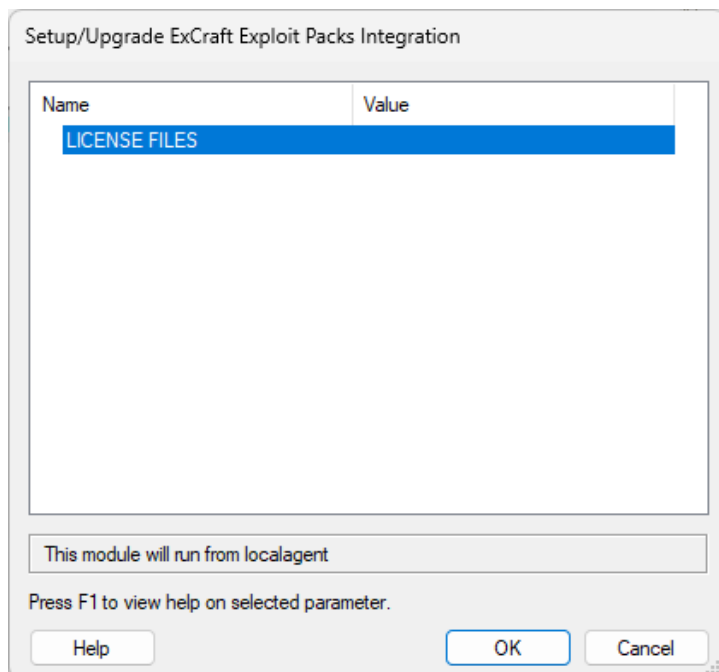 Setup/Upgrade ExCraft Exploit Packs Integration
Name Value
LICENSE FILES
This module will run from localagent
Press F1 to view help on selected parameter.
Help OK Cancel